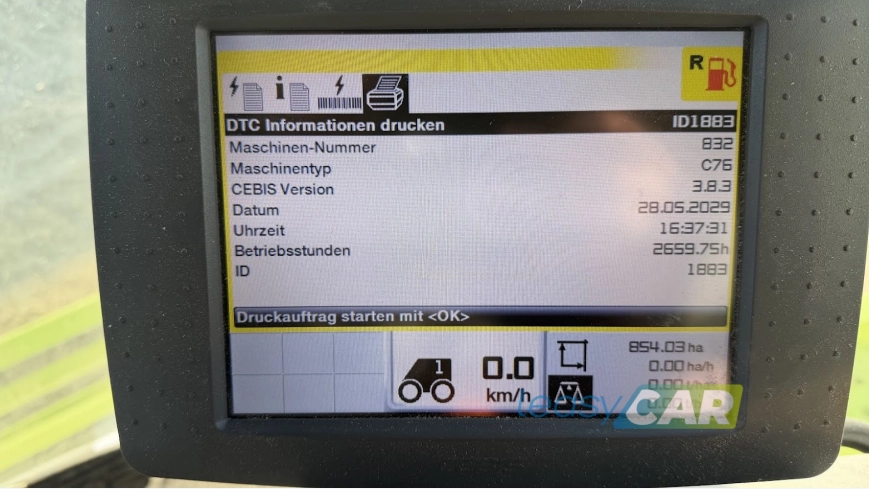 R
DTC Informationen drucken ID1883
Maschinen-Nummer 832
Maschinentyp C76
CEBIS Version 3.8.3
Datum 28.05.2029
Uhrzeit 16:37:31
Betriebsstunden 2659.75h
ID 1883
Druckauftrag starten mit <OK>
1
0.0
km/h
854.03 ha
0.00 ha/h
0.00
CAR